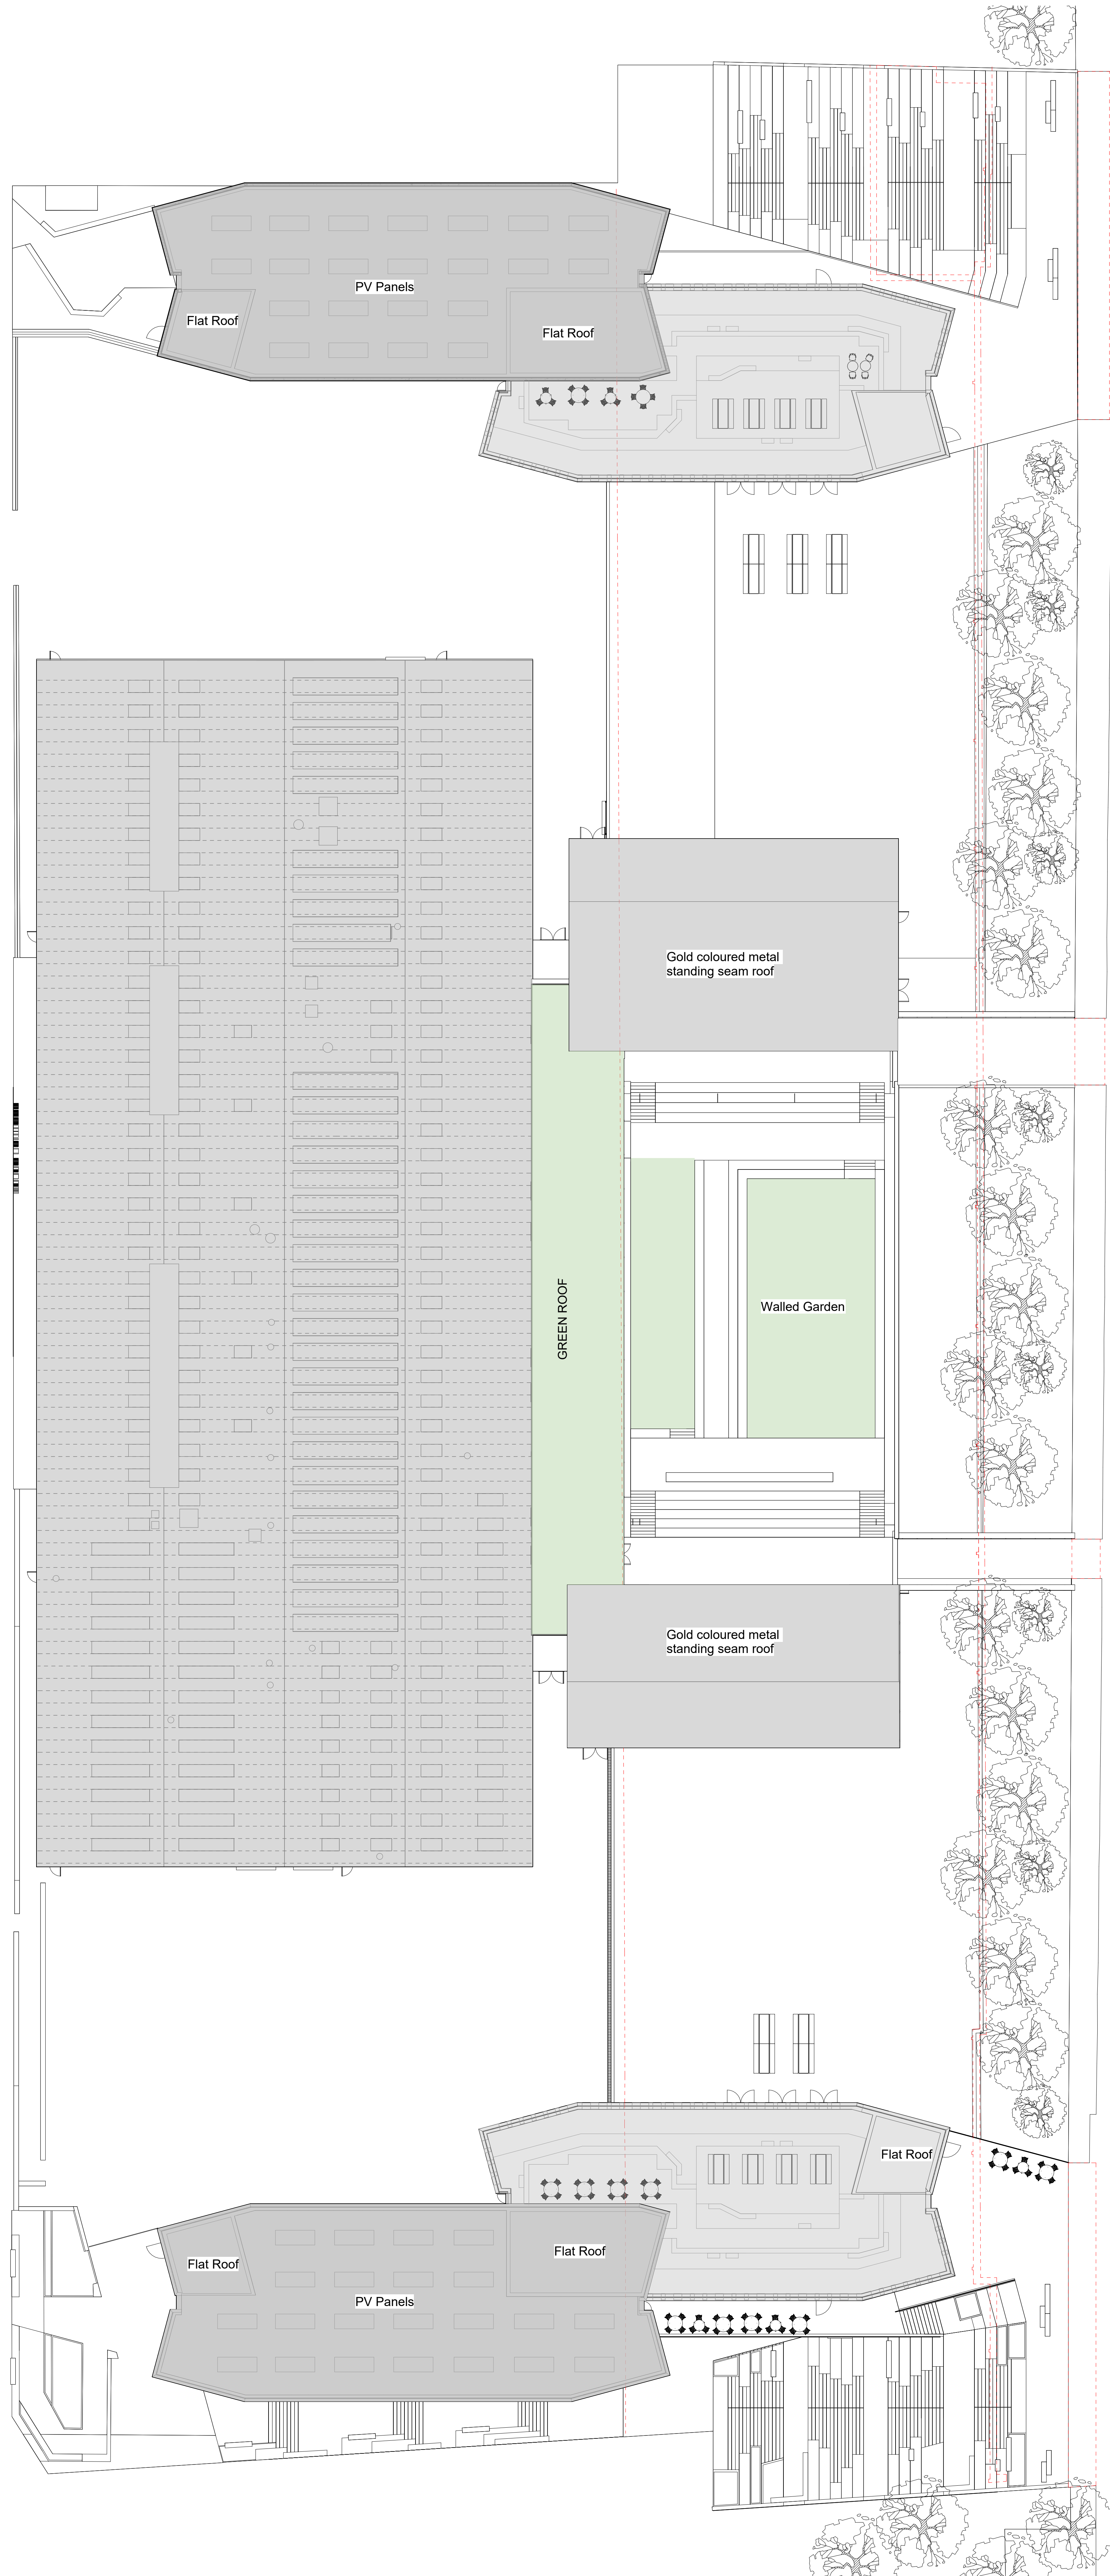 PV Panels
Flat Roof
Flat Roof
Gold coloured metal
standing seam roof
GREEN ROOF
Walled Garden
Gold coloured metal
standing seam roof
Flat Roof
Flat Roof
Flat Roof
PV Panels